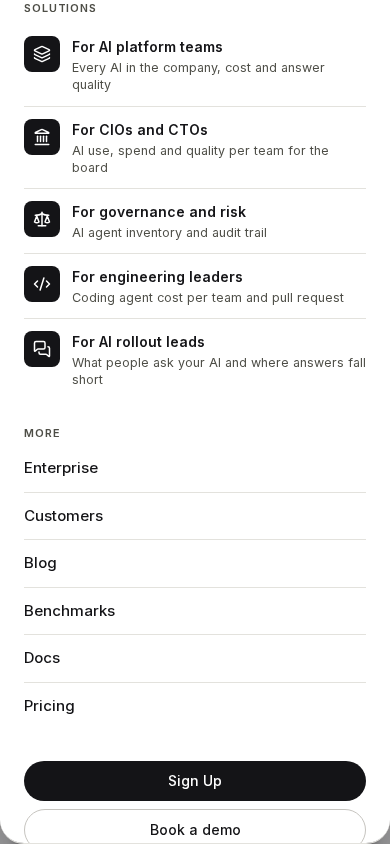 SOLUTIONS
For AI platform teams
Every AI in the company, cost and answer
quality
For CIOs and CTOs
AI use, spend and quality per team for the
board
For governance and risk
AI agent inventory and audit trail
For engineering leaders
Coding agent cost per team and pull request
For AI rollout leads
What people ask your AI and where answers fall
short
MORE
Enterprise
Customers
Blog
Benchmarks
Docs
Pricing
Sign Up
Book a demo